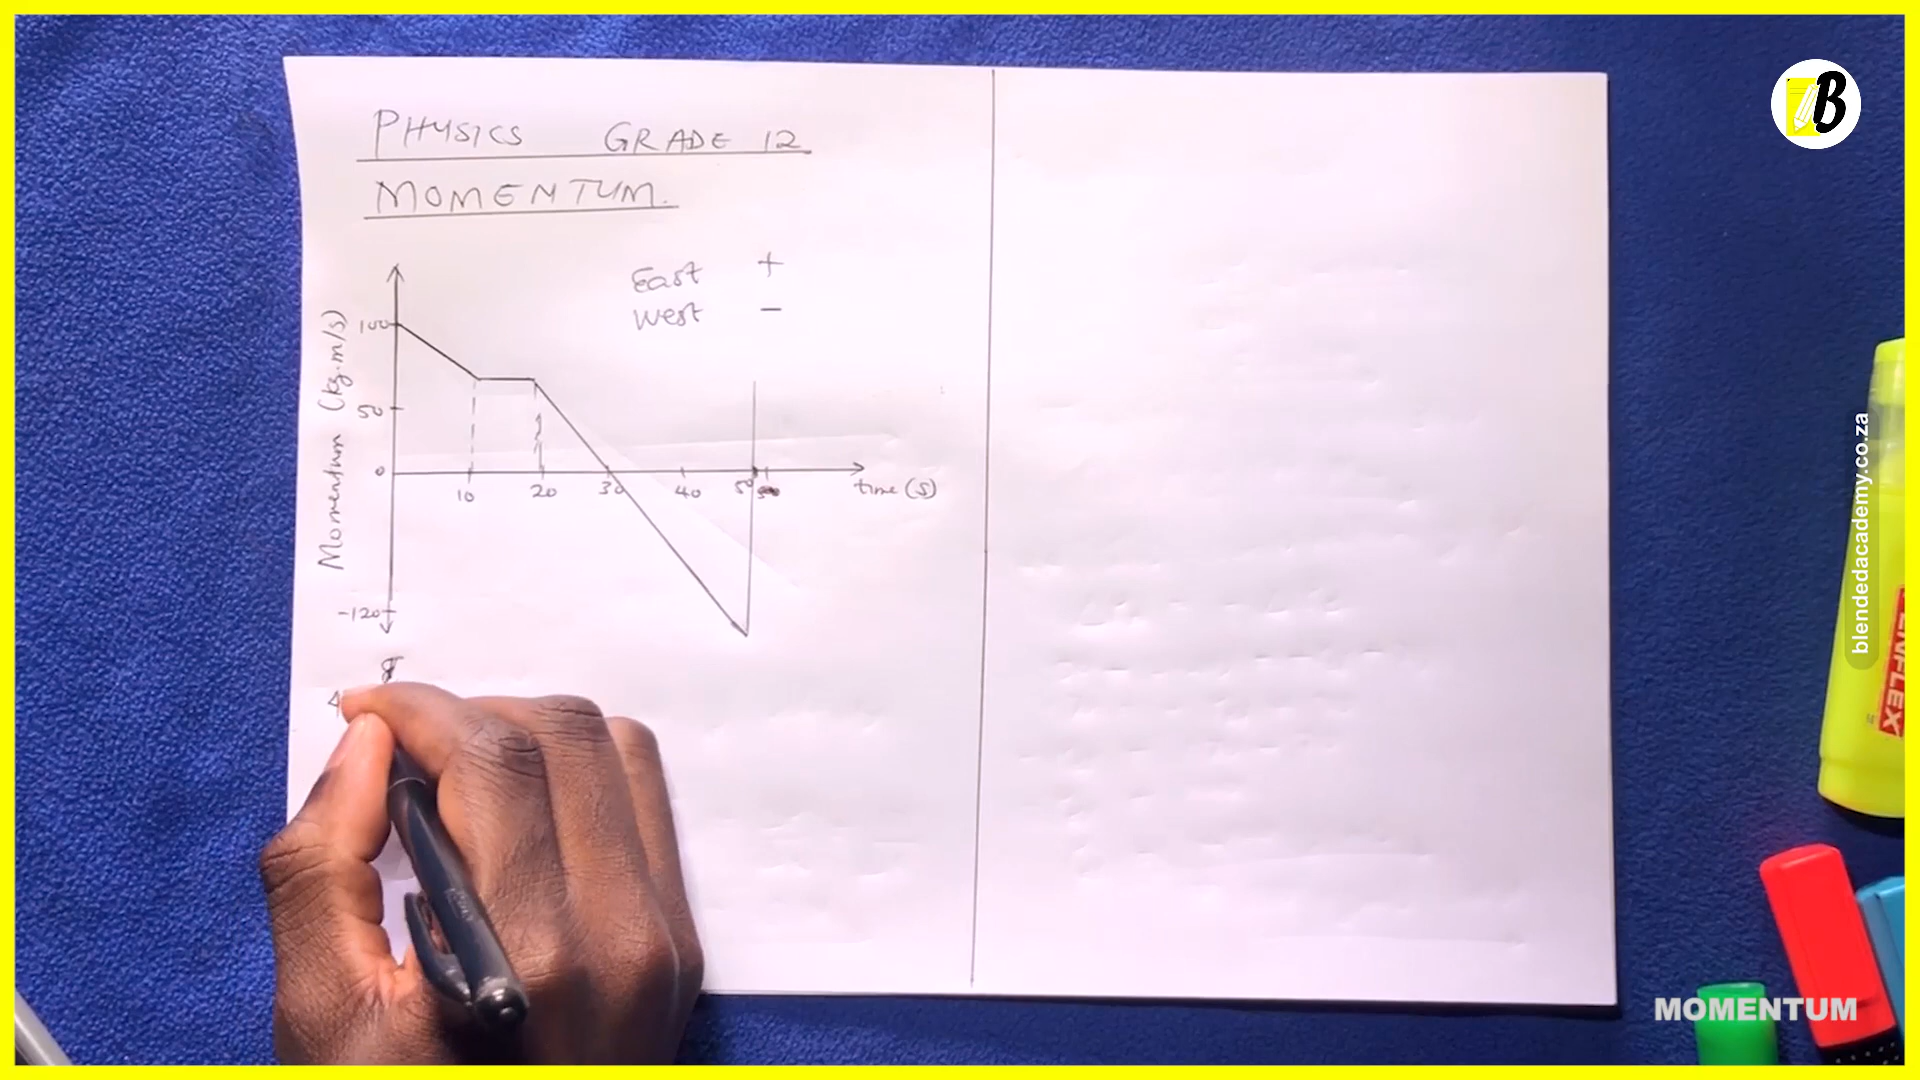 PHYSICS GRADE 12
MOMENTUM.
East +
West -
Momentum (kg.m/s)
100
50
0
-120
10 20 30 40 50
time (s)
B
blendedacademy.co.za
PENFLEX
MOMENTUM